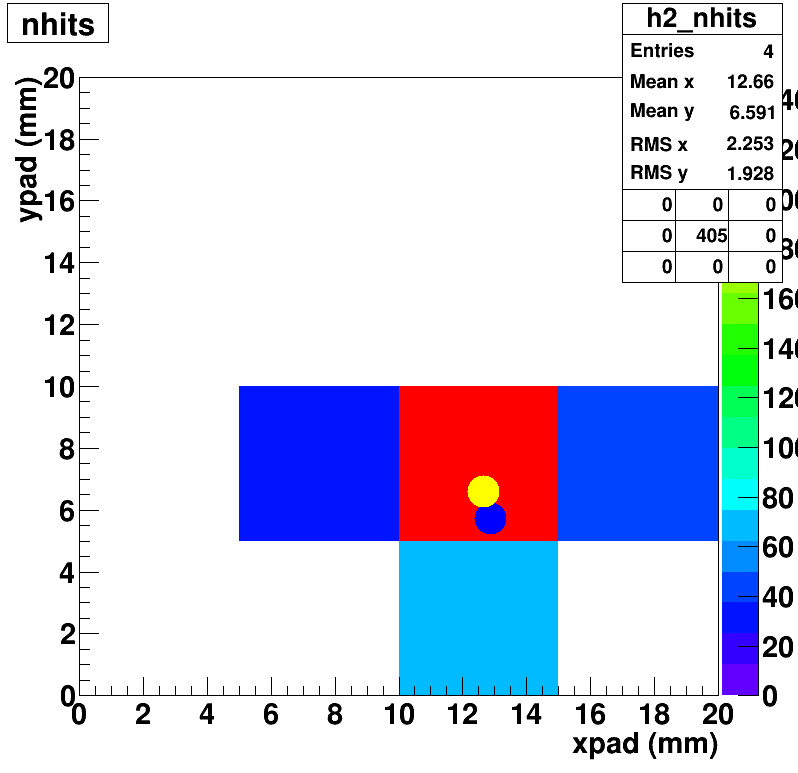 nhits
h2_nhits
Entries 4
Mean x 12.66
Mean y 6.591
RMS x 2.253
RMS y 1.928
0 0 0
0 405 0
0 0 0
ypad (mm)
20
18
16
14
12
10
8
6
4
2
0
0 2 4 6 8 10 12 14 16 18 20
xpad (mm)
160
140
120
100
80
60
40
20
0